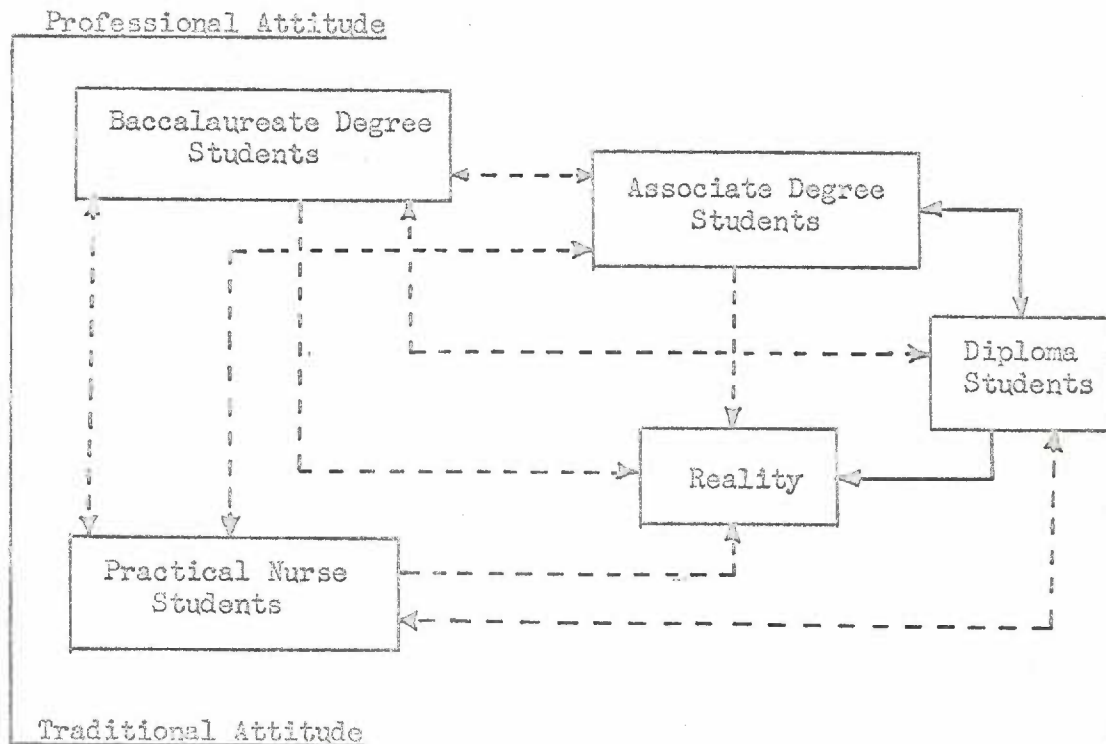 Professional Attitude
Baccalaureate Degree
Students
Associate Degree
Students
Diploma
Students
Reality
Practical Nurse
Students
Traditional Attitude